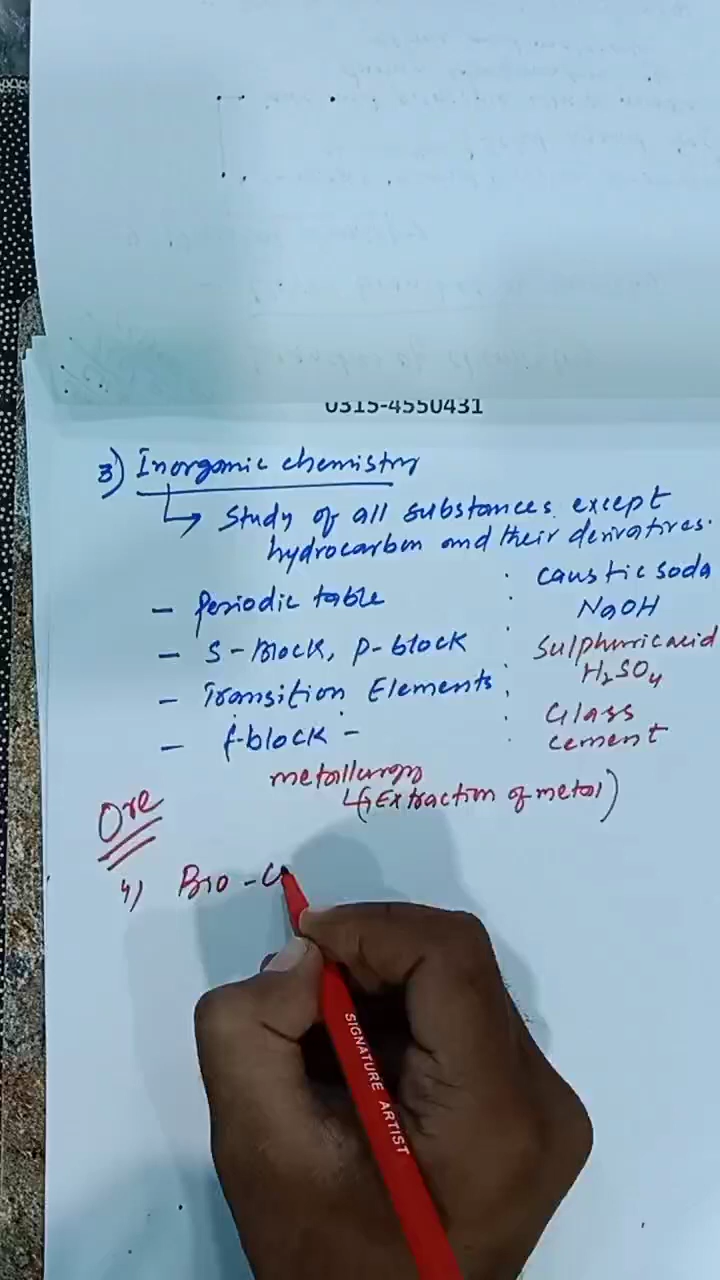 0315-4550431
3) Inorganic chemistry
Study of all substances except
hydrocarbon and their derivatives.
- Periodic table
- S-Block, P-block
- Transition Elements
- f-block -
caustic soda
NaOH
Sulphuric acid
H₂SO₄
Glass
cement
metallurgy
(Extraction of metal)
Ore
4) Bio-C
SIGNATURE ARTIST